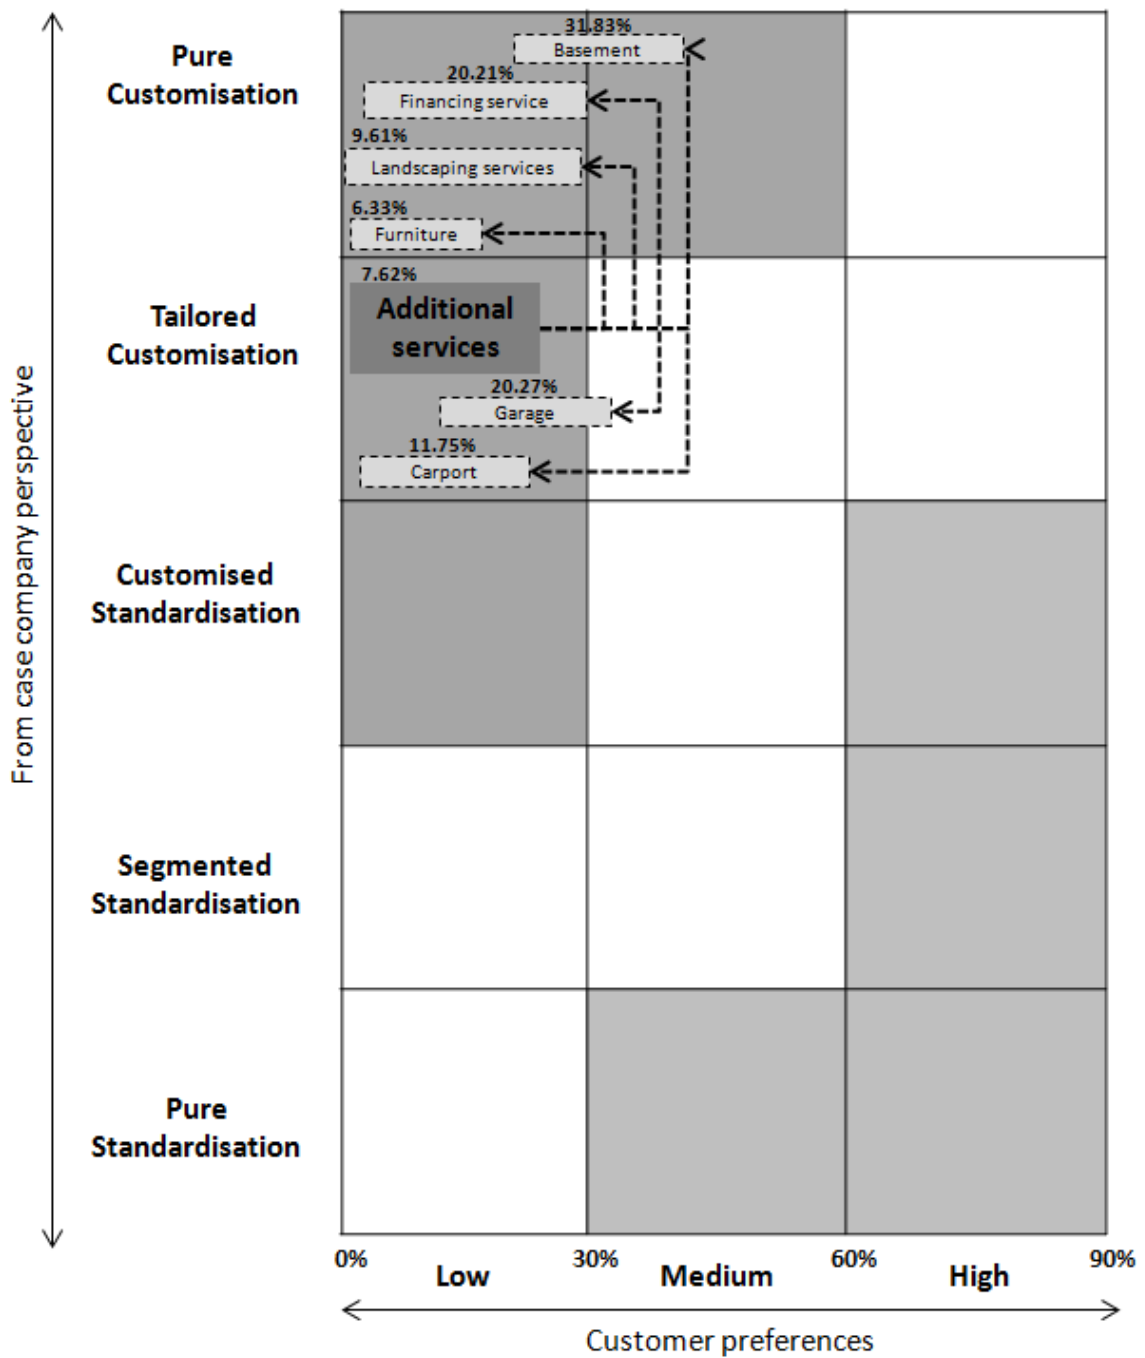 From case company perspective
Pure
Customisation
31.83%
Basement
20.21%
Financing service
9.61%
Landscaping services
6.33%
Furniture
Tailored
Customisation
7.62%
Additional
services
20.27%
Garage
11.75%
Carport
Customised
Standardisation
Segmented
Standardisation
Pure
Standardisation
0% 30% 60% 90%
Low Medium High
Customer preferences